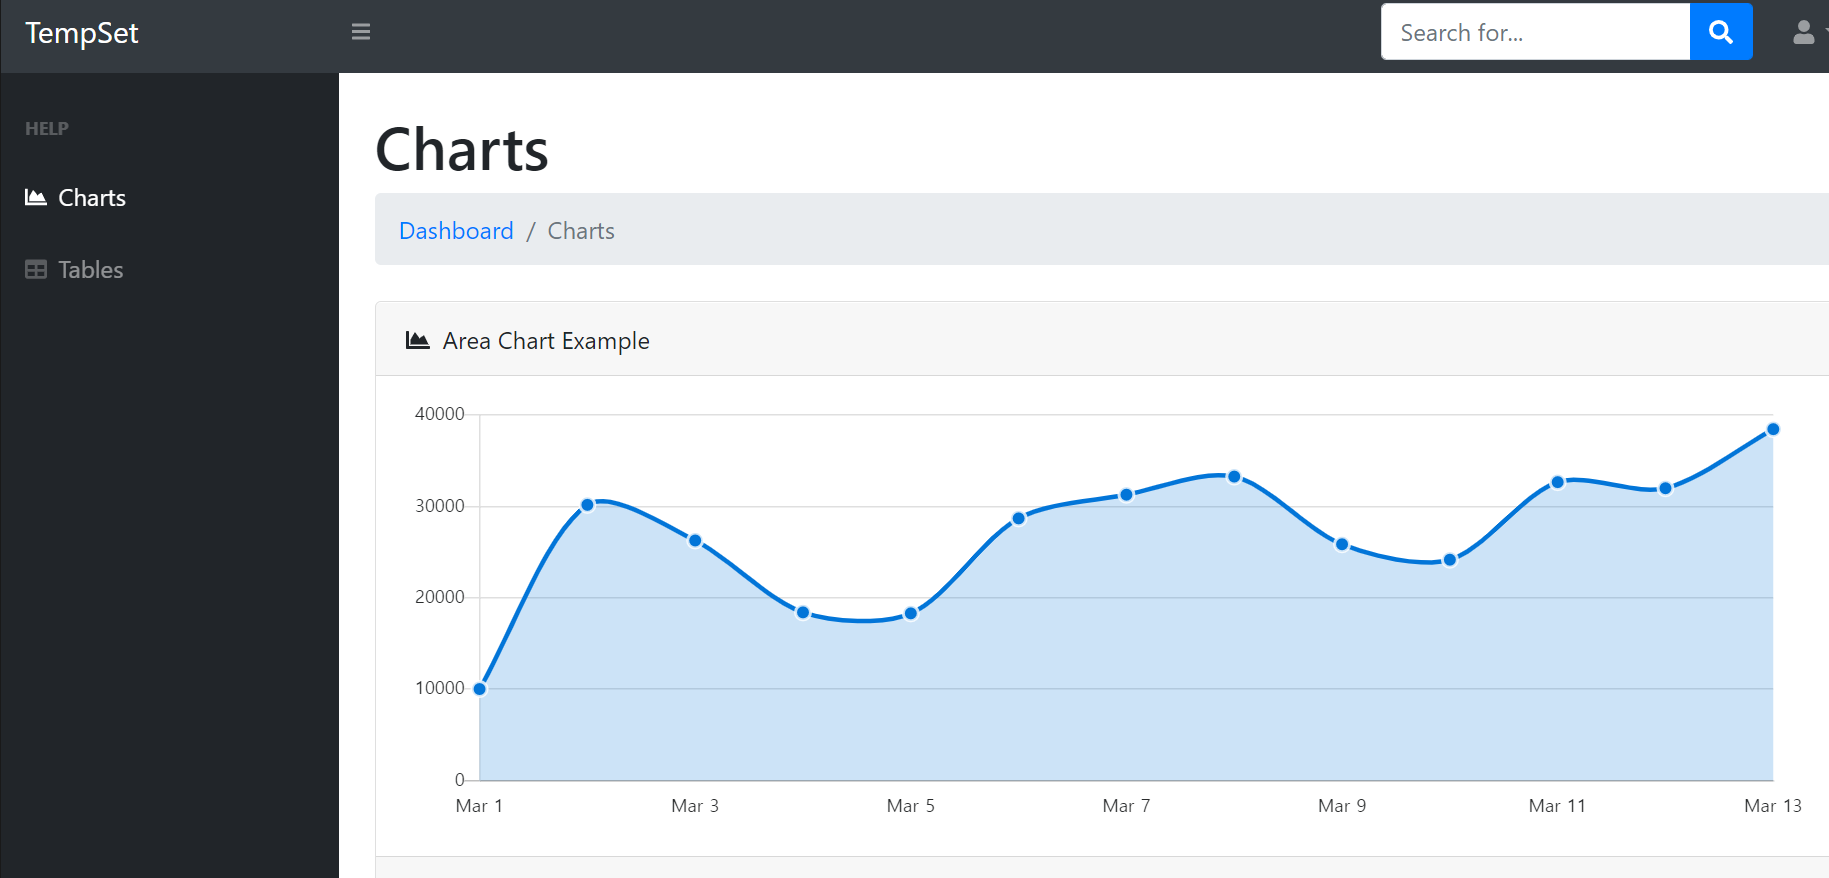 TempSet
Search for...
HELP
Charts
Tables
Charts
Dashboard / Charts
Area Chart Example
40000
30000
20000
10000
0
Mar 1 Mar 3 Mar 5 Mar 7 Mar 9 Mar 11 Mar 13